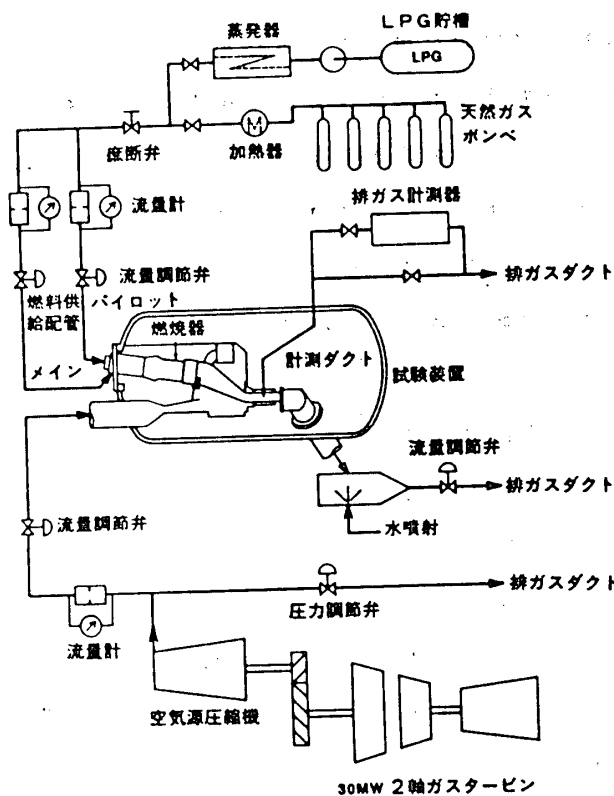 LPG貯槽
蒸発器
LPG
天然ガス
ボンベ
遮断弁
加熱器
排ガス計測器
流量計
流量調節弁
排ガスダクト
燃料供
給配管
パイロット
燃焼器
計測ダクト
メイン
試験装置
流量調節弁
排ガスダクト
水噴射
流量調節弁
排ガスダクト
圧力調節弁
流量計
空気源圧縮機
30MW 2軸ガスタービン